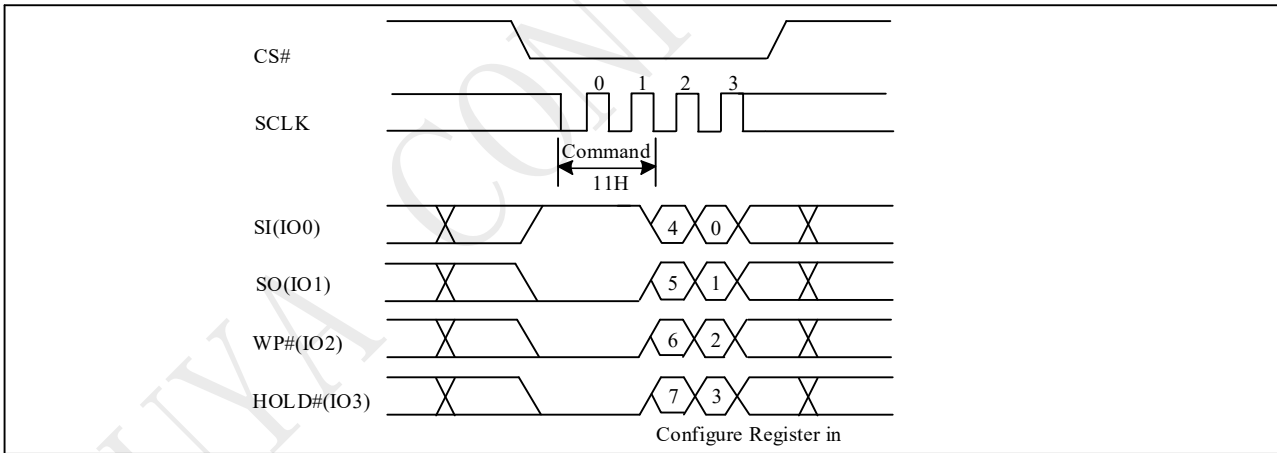 CS#
0 1 2 3
SCLK
Command
11H
SI(IO0) 4 0
SO(IO1) 5 1
WP#(IO2) 6 2
HOLD#(IO3) 7 3
Configure Register in